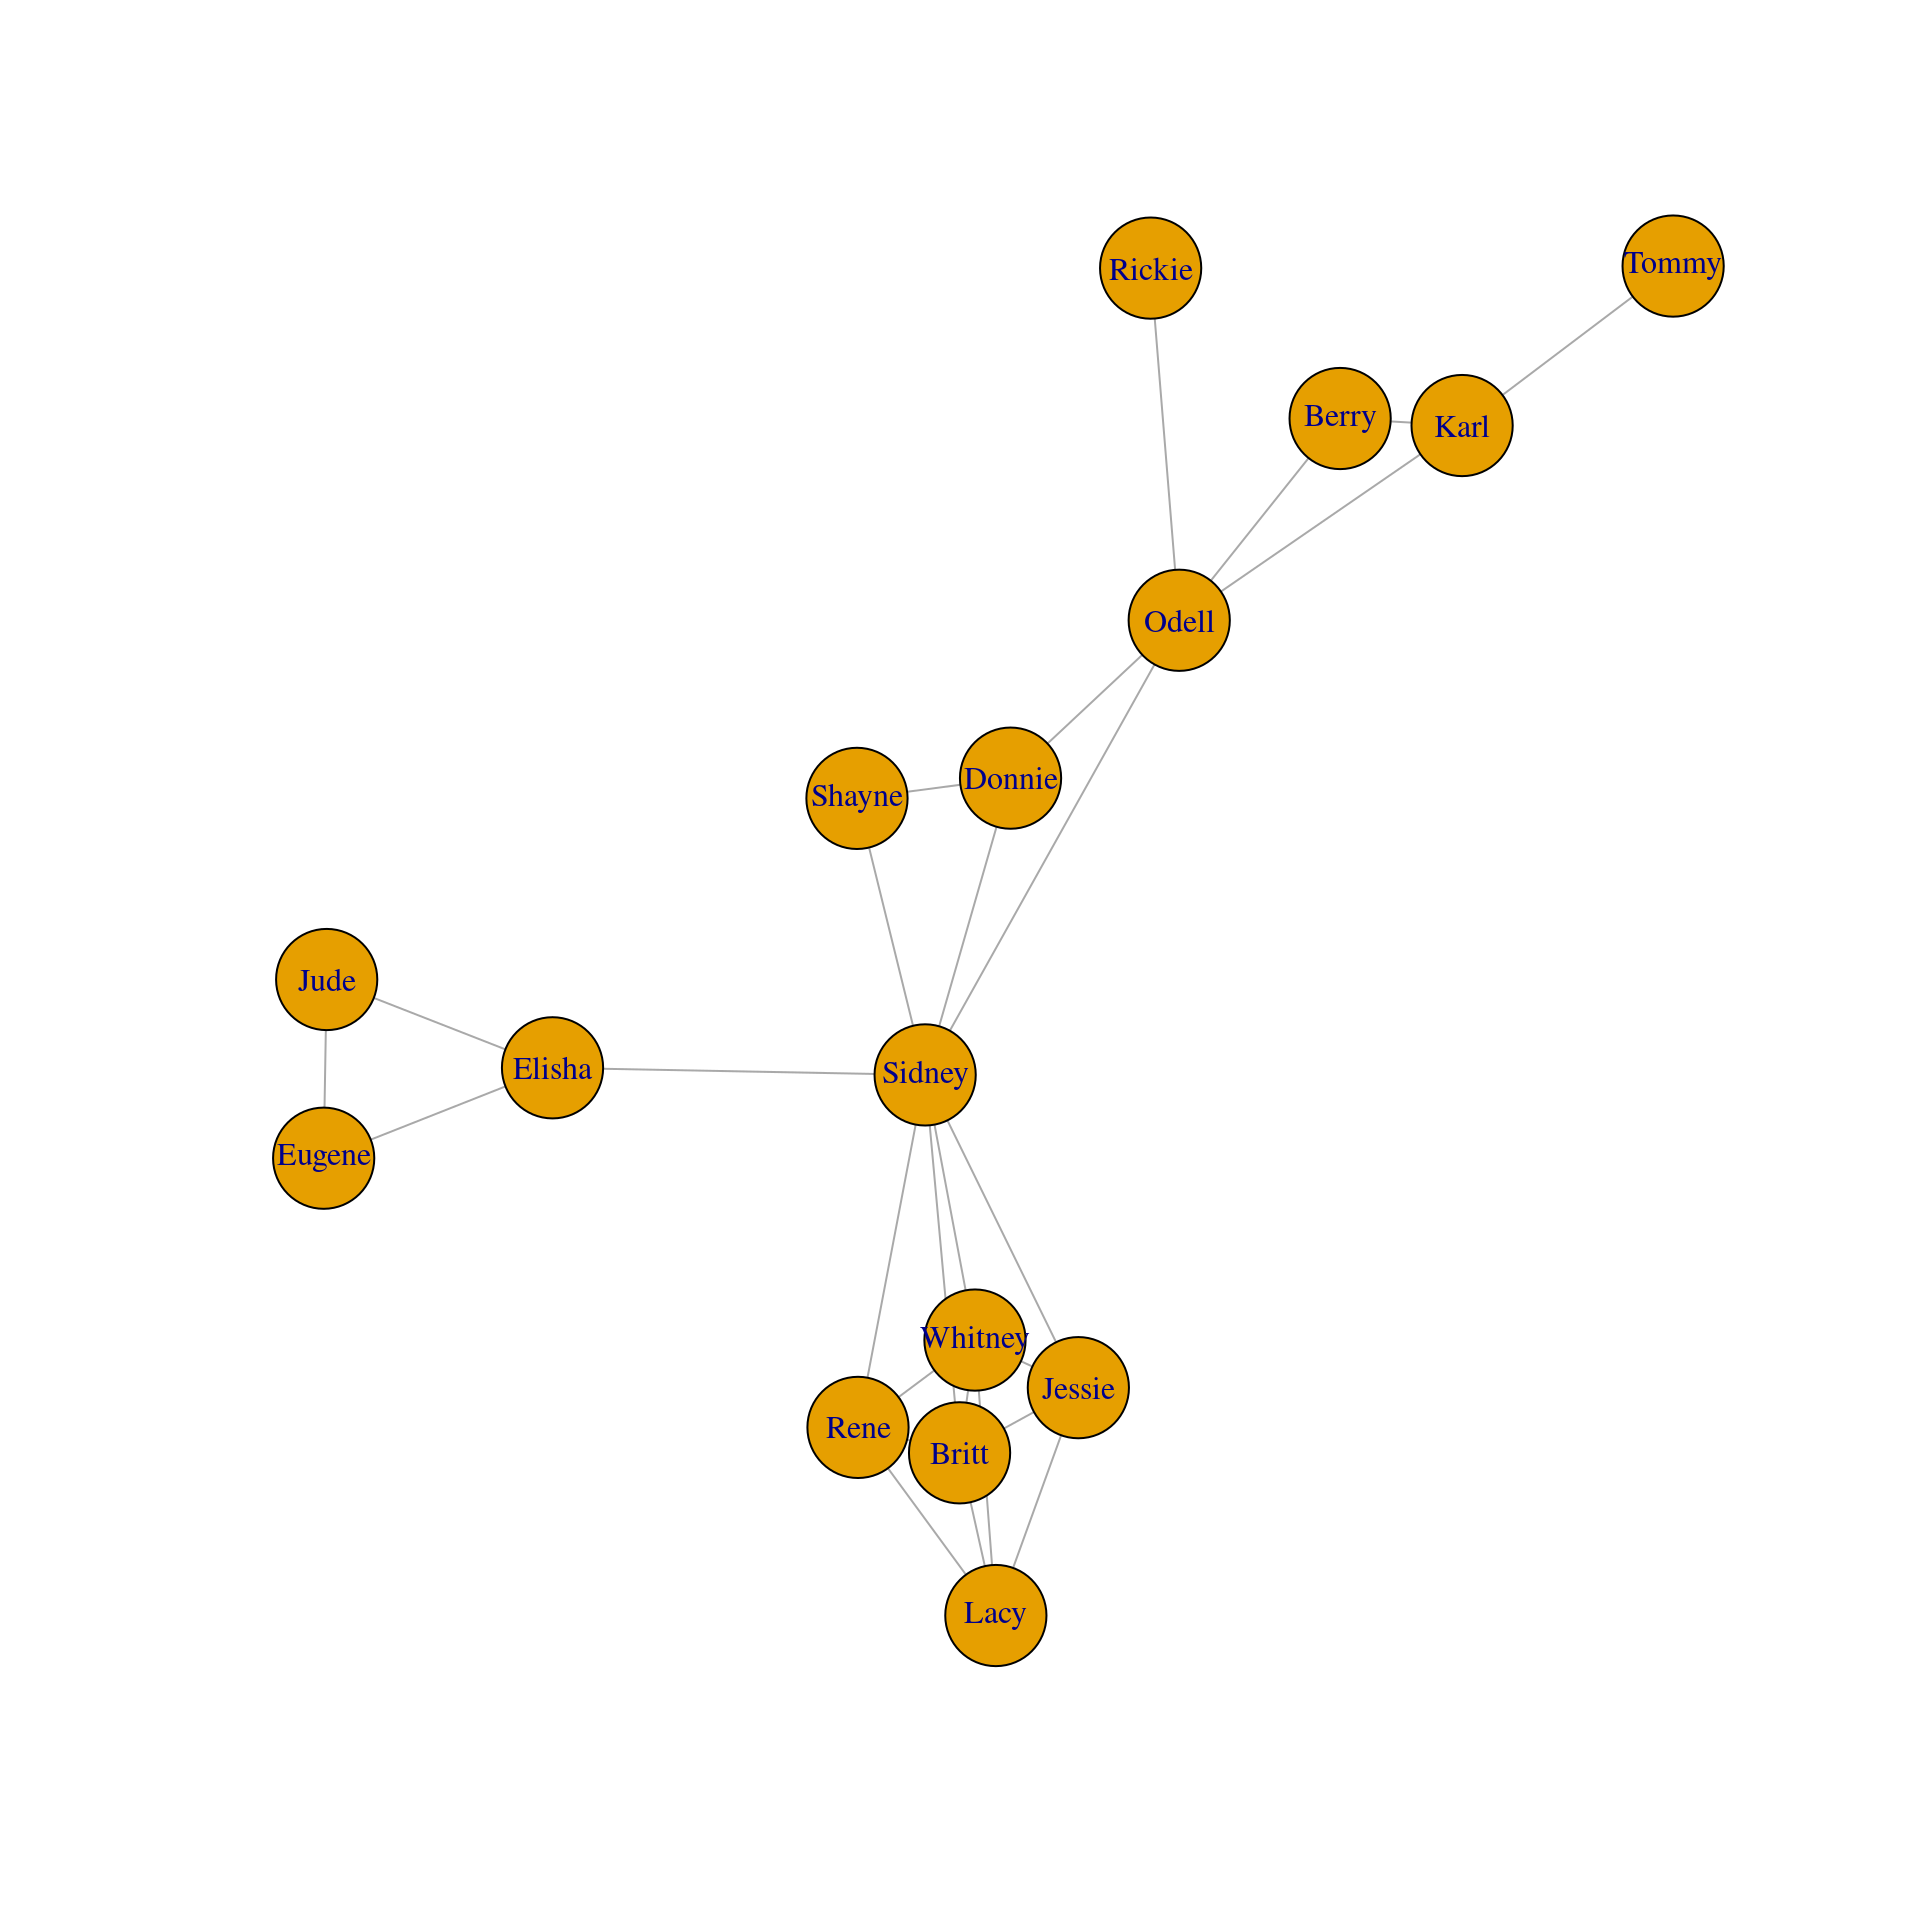 Rickie
Tommy
Berry
Karl
Odell
Donnie
Shayne
Jude
Elisha
Sidney
Eugene
Whitney
Jessie
Rene
Britt
Lacy